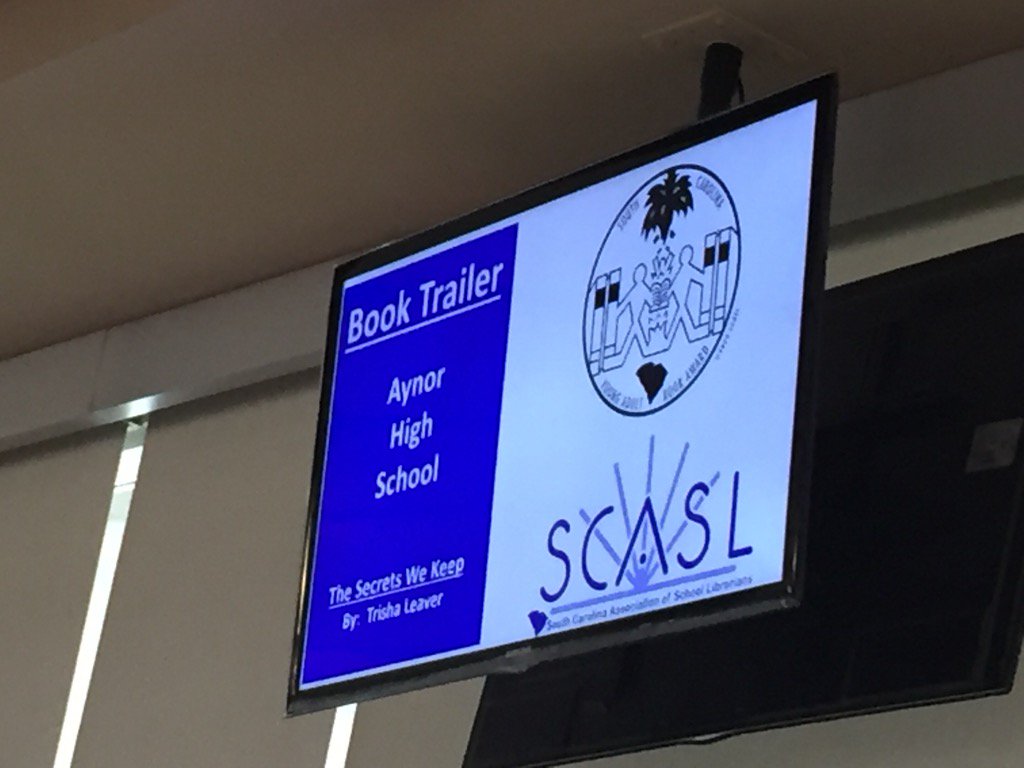 Book Trailer
Aynor
High
School
The Secrets We Keep
By: Trisha Leaver
SOUTH CAROLINA
YOUNG ADULT BOOK AWARD
SCASL
South Carolina Association of School Librarians